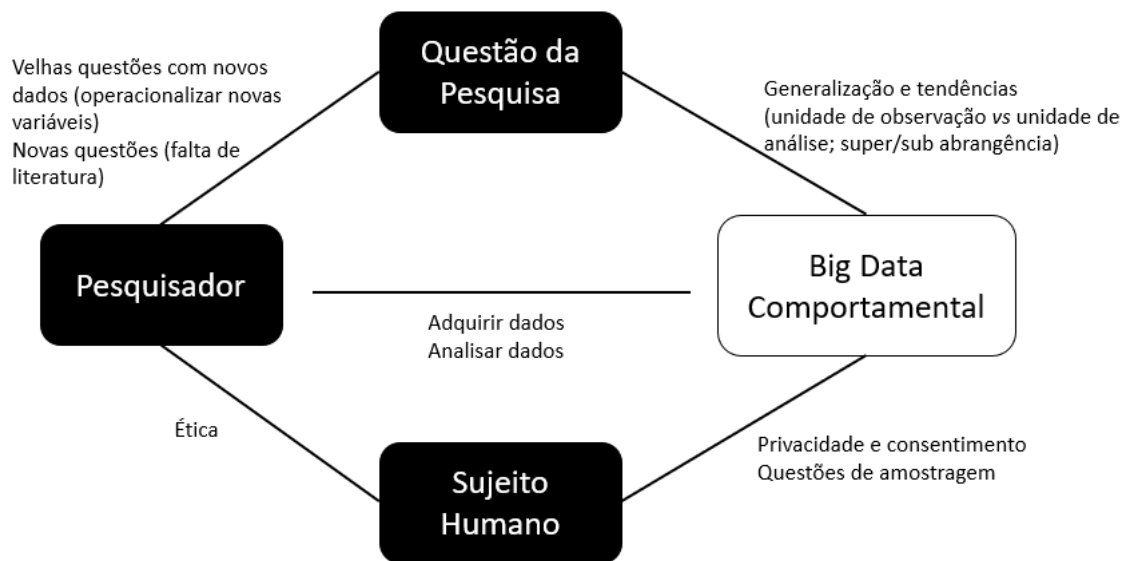 Velhas questões com novos
dados (operacionalizar novas
variáveis)
Novas questões (falta de
literatura)
Questão da
Pesquisa
Generalização e tendências
(unidade de observação vs unidade de
análise; super/sub abrangência)
Pesquisador
Big Data
Comportamental
Adquirir dados
Analisar dados
Ética
Sujeito
Humano
Privacidade e consentimento
Questões de amostragem